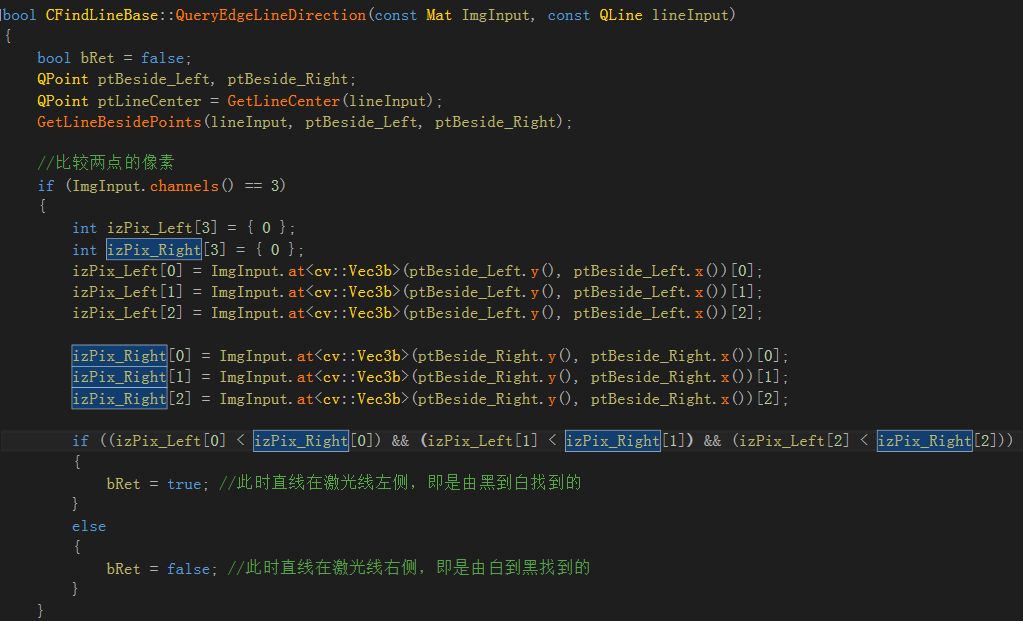 bool CFindLineBase::QueryEdgeLineDirection(const Mat ImgInput, const QLine lineInput)
{
    bool bRet = false;
    QPoint ptBeside_Left, ptBeside_Right;
    QPoint ptLineCenter = GetLineCenter(lineInput);
    GetLineBesidePoints(lineInput, ptBeside_Left, ptBeside_Right);
    //比较两点的像素
    if (ImgInput.channels() == 3)
    {
        int izPix_Left[3] = { 0 };
        int izPix_Right[3] = { 0 };
        izPix_Left[0] = ImgInput.at<cv::Vec3b>(ptBeside_Left.y(), ptBeside_Left.x())[0];
        izPix_Left[1] = ImgInput.at<cv::Vec3b>(ptBeside_Left.y(), ptBeside_Left.x())[1];
        izPix_Left[2] = ImgInput.at<cv::Vec3b>(ptBeside_Left.y(), ptBeside_Left.x())[2];
        izPix_Right[0] = ImgInput.at<cv::Vec3b>(ptBeside_Right.y(), ptBeside_Right.x())[0];
        izPix_Right[1] = ImgInput.at<cv::Vec3b>(ptBeside_Right.y(), ptBeside_Right.x())[1];
        izPix_Right[2] = ImgInput.at<cv::Vec3b>(ptBeside_Right.y(), ptBeside_Right.x())[2];
        if ((izPix_Left[0] < izPix_Right[0]) && (izPix_Left[1] < izPix_Right[1]) && (izPix_Left[2] < izPix_Right[2]))
        {
            bRet = true; //此时直线在激光线左侧，即是由黑到白找到的
        }
        else
        {
            bRet = false; //此时直线在激光线右侧，即是由白到黑找到的
        }
    }